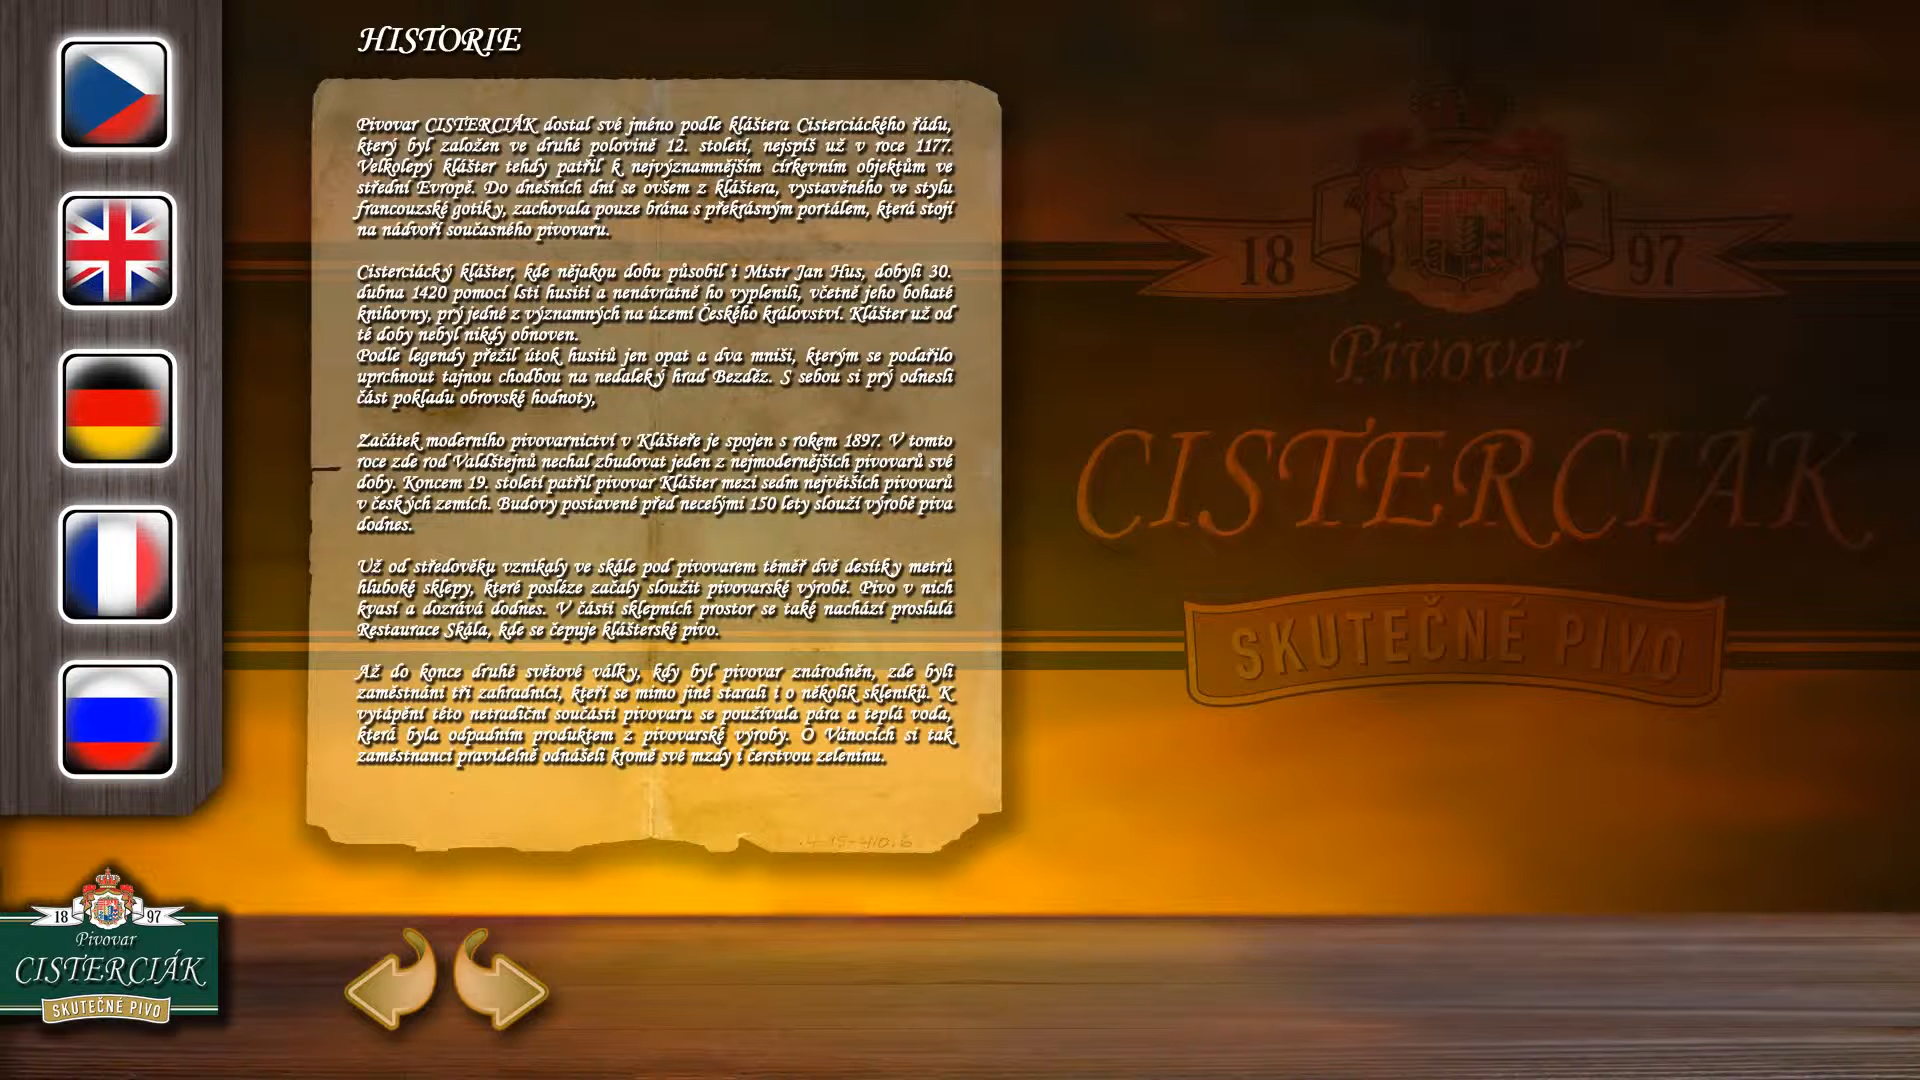 HISTORIE
Pivovar CISTERCIÁK dostal své jméno podle kláštera Cisterciáckého řádu,
který byl založen ve druhé polovině 12. století, nejspíš už v roce 1177.
Velkolepý klášter tehdy patřil k nejvýznamnějším církevním objektům ve
střední Evropě. Do dnešních dní se ovšem z kláštera, vystavěného ve stylu
francouzské gotiky, zachovala pouze brána s překrásným portálem, která stojí
na nádvoří současného pivovaru.
Cisterciácký klášter, kde nějakou dobu působil i Mistr Jan Hus, dobyli 30.
dubna 1420 pomocí lsti husiti a nenávratně ho vyplenili, včetně jeho bohaté
knihovny, prý jedné z významných na území Českého království. Klášter už od
té doby nebyl nikdy obnoven.
Podle legendy přežil útok husitů jen opat a dva mniši, kterým se podařilo
uprchnout tajnou chodbou na nedaleký hrad Bezděz. S sebou si prý odnesli
část pokladu obrovské hodnoty,
Začátek moderního pivovarnictví v Klášteře je spojen s rokem 1897. V tomto
roce zde rod Valdštejnů nechal zbudovat jeden z nejmodernějších pivovarů své
doby. Koncem 19. století patřil pivovar Klášter mezi sedm největších pivovarů
v českých zemích. Budovy postavené před necelými 150 lety slouží výrobě piva
dodnes.
Už od středověku vznikaly ve skále pod pivovarem téměř dvě desítky metrů
hluboké sklepy, které posléze začaly sloužit pivovarské výrobě. Pivo v nich
kvasí a dozrává dodnes. V části sklepních prostor se také nachází proslulá
Restaurace Skála, kde se čepuje klášterské pivo.
Až do konce druhé světové války, kdy byl pivovar znárodněn, zde byli
zaměstnáni tři zahradníci, kteří se mimo jiné starali i o několik skleníků. K
vytápění této netradiční součásti pivovaru se používala pára a teplá voda,
která byla odpadním produktem z pivovarské výroby. O Vánocích si tak
zaměstnanci pravidelně odnášeli kromě své mzdy i čerstvou zeleninu.
18 97
Pivovar
CISTERCIÁK
SKUTEČNÉ PIVO
18 97
Pivovar
CISTERCIÁK
SKUTEČNÉ PIVO